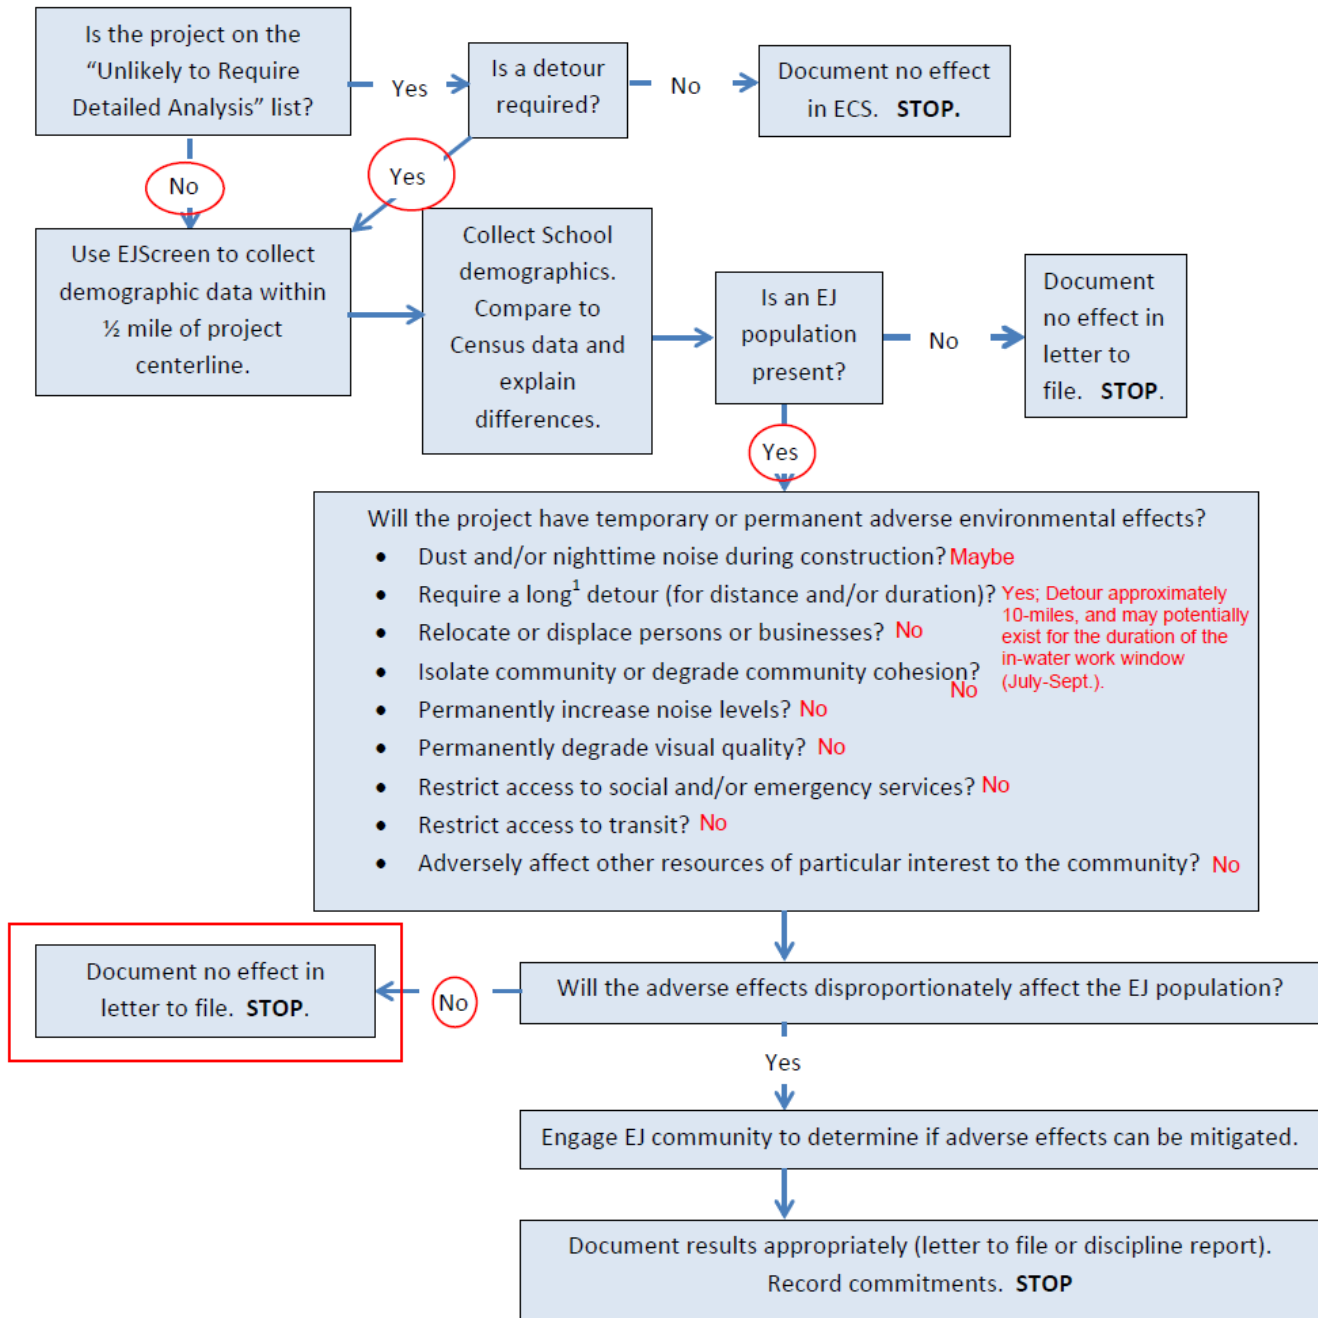 Is the project on the
“Unlikely to Require
Detailed Analysis” list?
Yes
Is a detour
required?
No
Document no effect
in ECS. STOP.
No
Yes
Use EJScreen to collect
demographic data within
½ mile of project
centerline.
Collect School
demographics.
Compare to
Census data and
explain
differences.
Is an EJ
population
present?
No
Document
no effect in
letter to
file. STOP.
Yes
Will the project have temporary or permanent adverse environmental effects?
• Dust and/or nighttime noise during construction? Maybe
• Require a long¹ detour (for distance and/or duration)? Yes; Detour approximately
10-miles, and may potentially
exist for the duration of the
in-water work window
(July-Sept.).
• Relocate or displace persons or businesses? No
• Isolate community or degrade community cohesion?
No
• Permanently increase noise levels? No
• Permanently degrade visual quality? No
• Restrict access to social and/or emergency services? No
• Restrict access to transit? No
• Adversely affect other resources of particular interest to the community? No
Document no effect in
letter to file. STOP.
No
Will the adverse effects disproportionately affect the EJ population?
Yes
Engage EJ community to determine if adverse effects can be mitigated.
Document results appropriately (letter to file or discipline report).
Record commitments. STOP